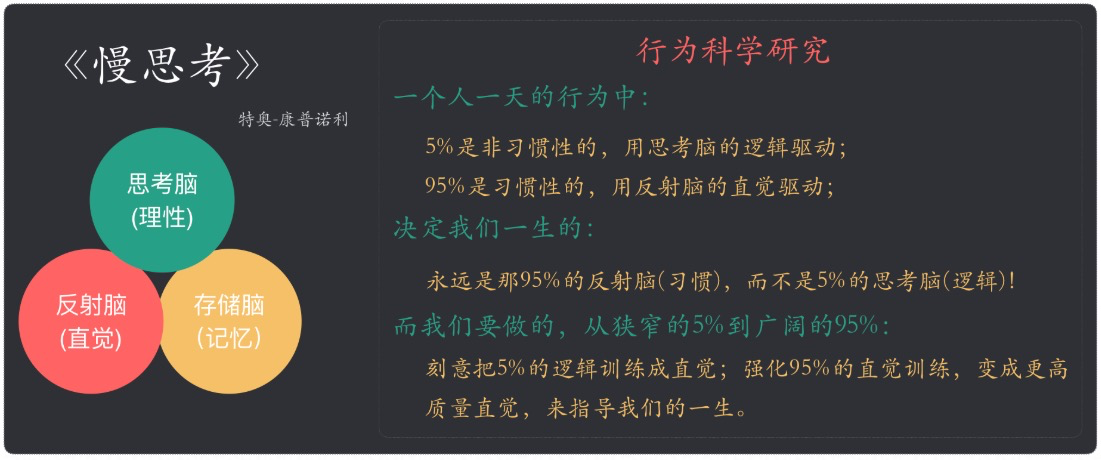 《慢思考》
特奥-康普诺利
思考脑
(理性)
反射脑
(直觉)
存储脑
(记忆)
行为科学研究
一个人一天的行为中：
5%是非习惯性的，用思考脑的逻辑驱动；
95%是习惯性的，用反射脑的直觉驱动；
决定我们一生的：
永远是那95%的反射脑(习惯)，而不是5%的思考脑(逻辑)！
而我们要做的，从狭窄的5%到广阔的95%：
刻意把5%的逻辑训练成直觉；强化95%的直觉训练，变成更高
质量直觉，来指导我们的一生。